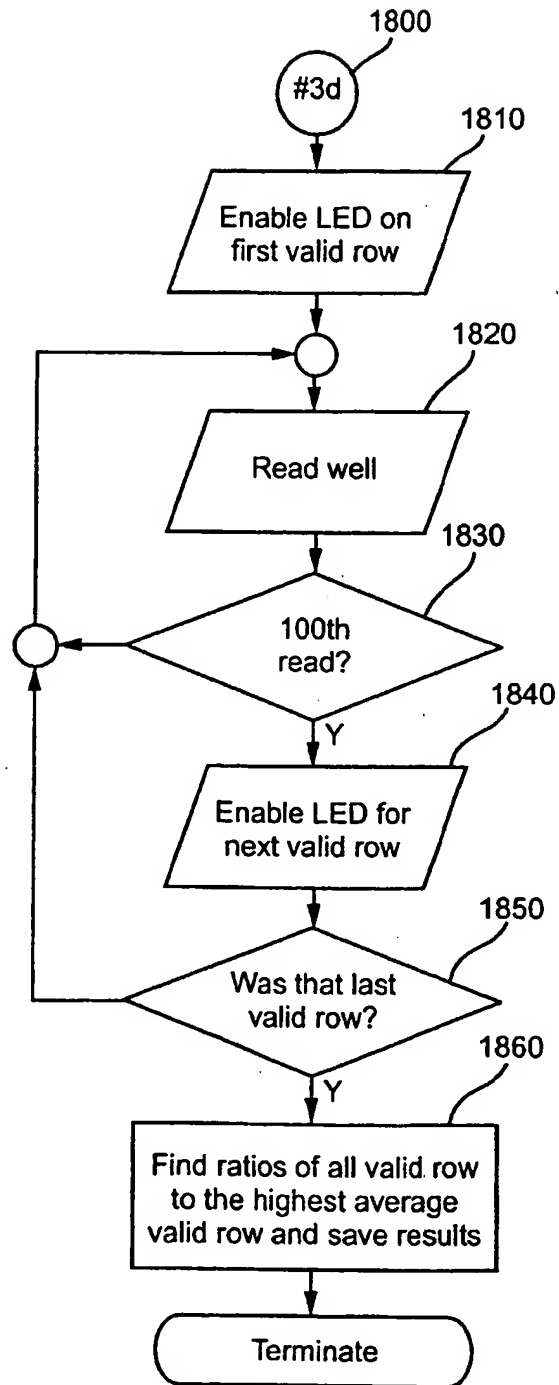 1800
#3d
1810
Enable LED on
first valid row
1820
Read well
1830
100th
read?
Y
1840
Enable LED for
next valid row
1850
Was that last
valid row?
Y
1860
Find ratios of all valid row
to the highest average
valid row and save results
Terminate